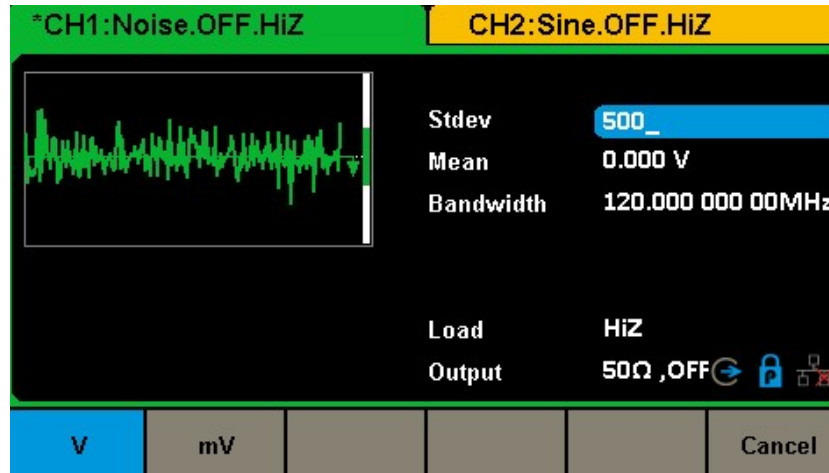 *CH1:Noise.OFF.HiZ CH2:Sine.OFF.HiZ
Stdev 500_
Mean 0.000 V
Bandwidth 120.000 000 00MHz
Load HiZ
Output 50Ω ,OFF P
V mV Cancel